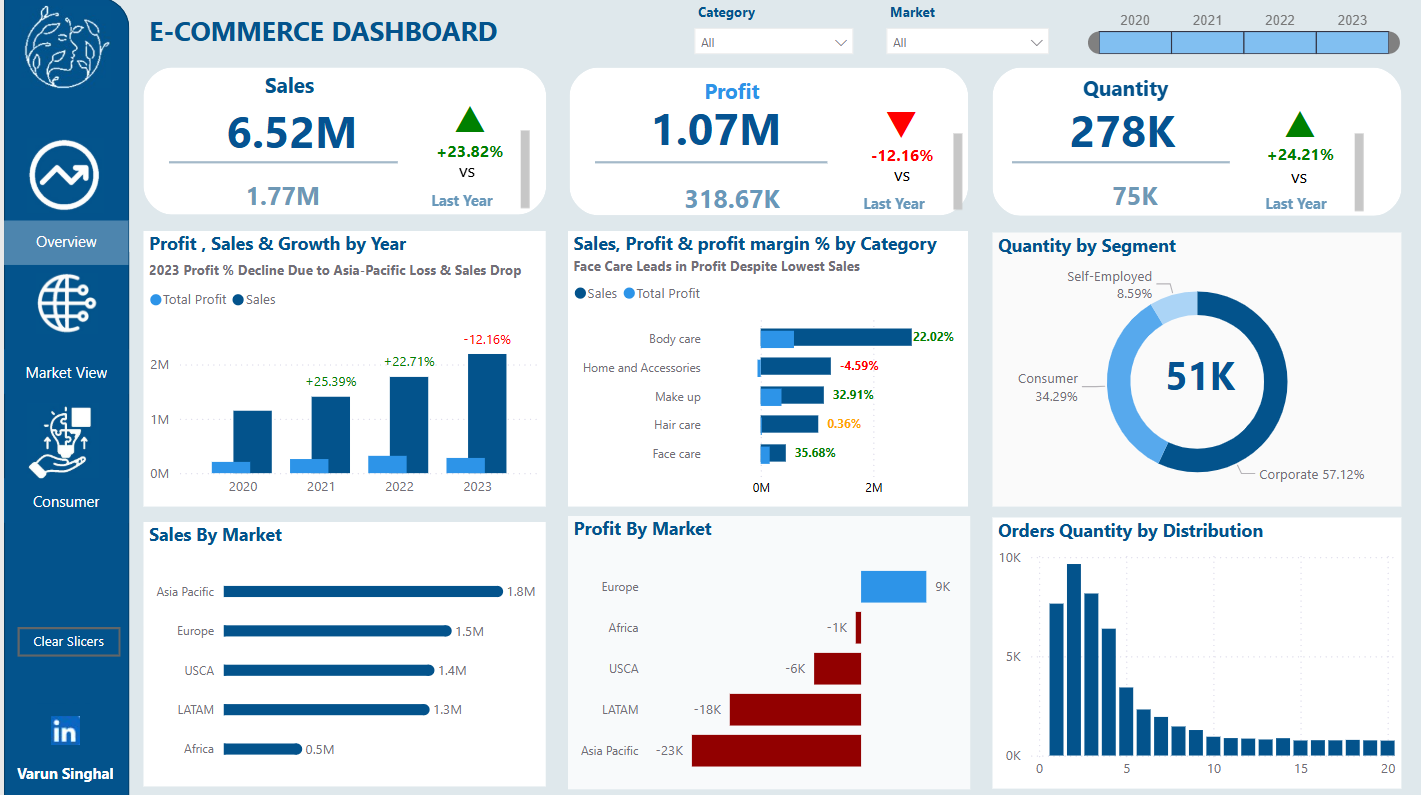 E-COMMERCE DASHBOARD
Category
All
Market
All
2020 2021 2022 2023
Sales
6.52M
1.77M
+23.82%
vs
Last Year
Profit
1.07M
318.67K
-12.16%
vs
Last Year
Quantity
278K
75K
+24.21%
vs
Last Year
Overview
Market View
Consumer
Clear Slicers
in
Varun Singhal
Profit , Sales & Growth by Year
2023 Profit % Decline Due to Asia-Pacific Loss & Sales Drop
Total Profit Sales
2M
1M
0M
+25.39%
+22.71%
-12.16%
2020 2021 2022 2023
Sales, Profit & profit margin % by Category
Face Care Leads in Profit Despite Lowest Sales
Sales Total Profit
Body care 22.02%
Home and Accessories -4.59%
Make up 32.91%
Hair care 0.36%
Face care 35.68%
0M 2M
Quantity by Segment
Self-Employed
8.59%
Consumer
34.29%
51K
Corporate 57.12%
Sales By Market
Asia Pacific 1.8M
Europe 1.5M
USCA 1.4M
LATAM 1.3M
Africa 0.5M
Profit By Market
Europe 9K
Africa -1K
USCA -6K
LATAM -18K
Asia Pacific -23K
Orders Quantity by Distribution
10K
5K
0K
0 5 10 15 20